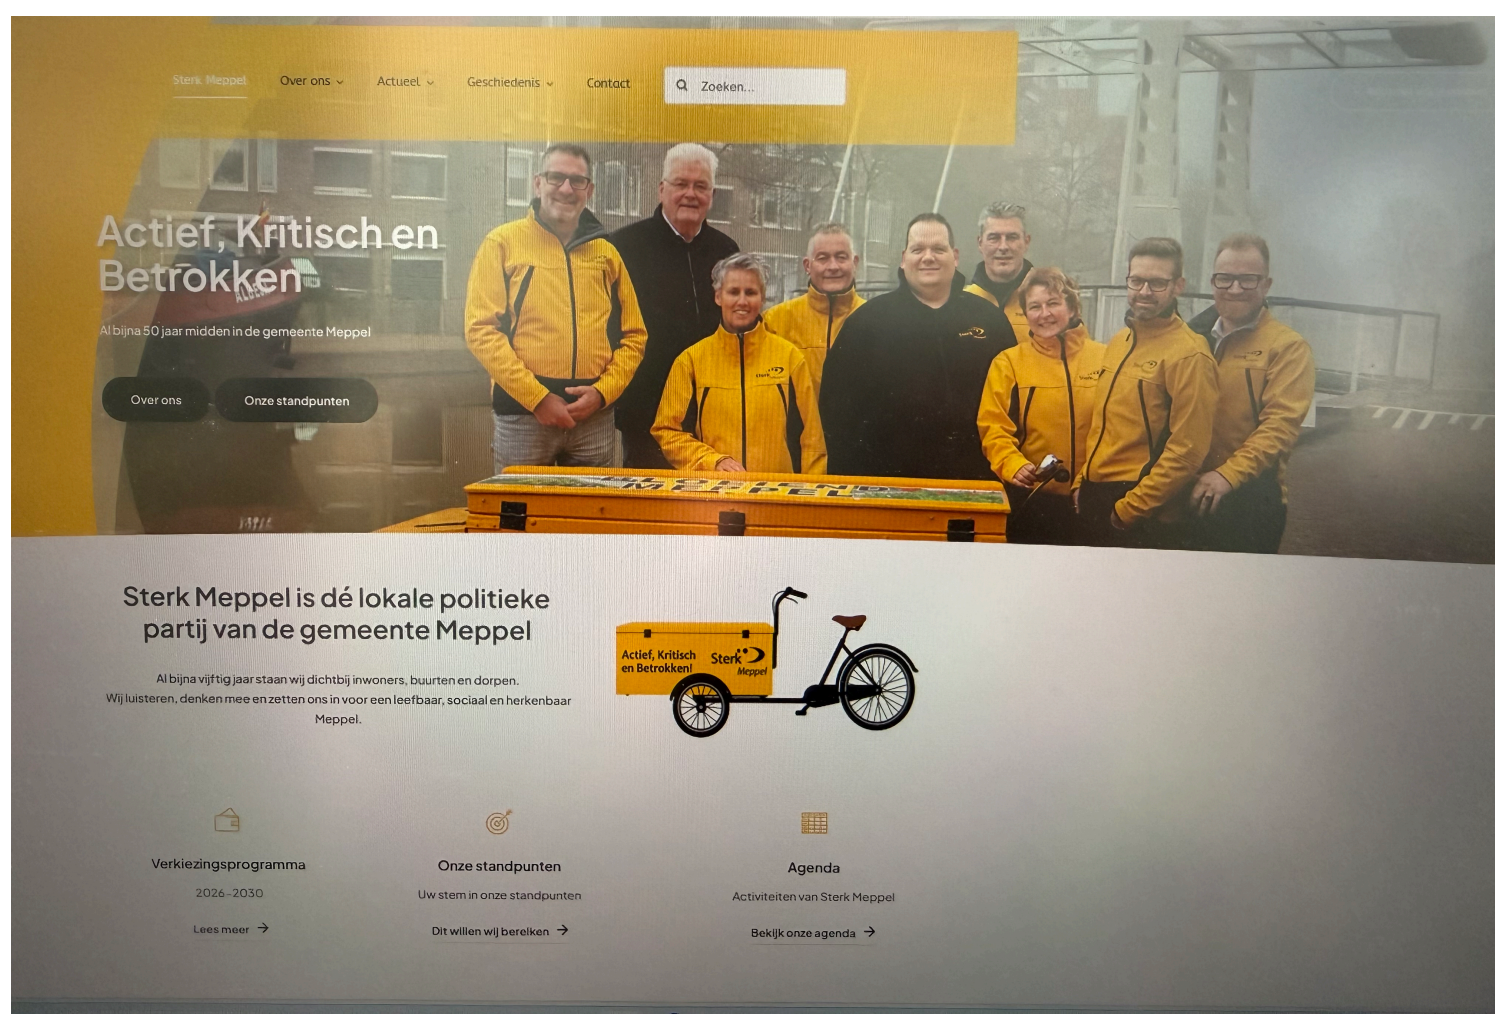 Sterk Meppel
Over ons
Actueel
Geschiedenis
Contact
Zoeken...
Actief, Kritisch en
Betrokken
Al bijna 50 jaar midden in de gemeente Meppel
Over ons
Onze standpunten
Sterk
Sterk
MEPPEL
Sterk Meppel is dé lokale politieke
partij van de gemeente Meppel
Al bijna vijftig jaar staan wij dichtbij inwoners, buurten en dorpen.
Wij luisteren, denken mee en zetten ons in voor een leefbaar, sociaal en herkenbaar
Meppel.
Actief, Kritisch
en Betrokken!
Sterk
Meppel
Verkiezingsprogramma
2026-2030
Lees meer
Onze standpunten
Uw stem in onze standpunten
Dit willen wij bereiken
Agenda
Activiteiten van Sterk Meppel
Bekijk onze agenda